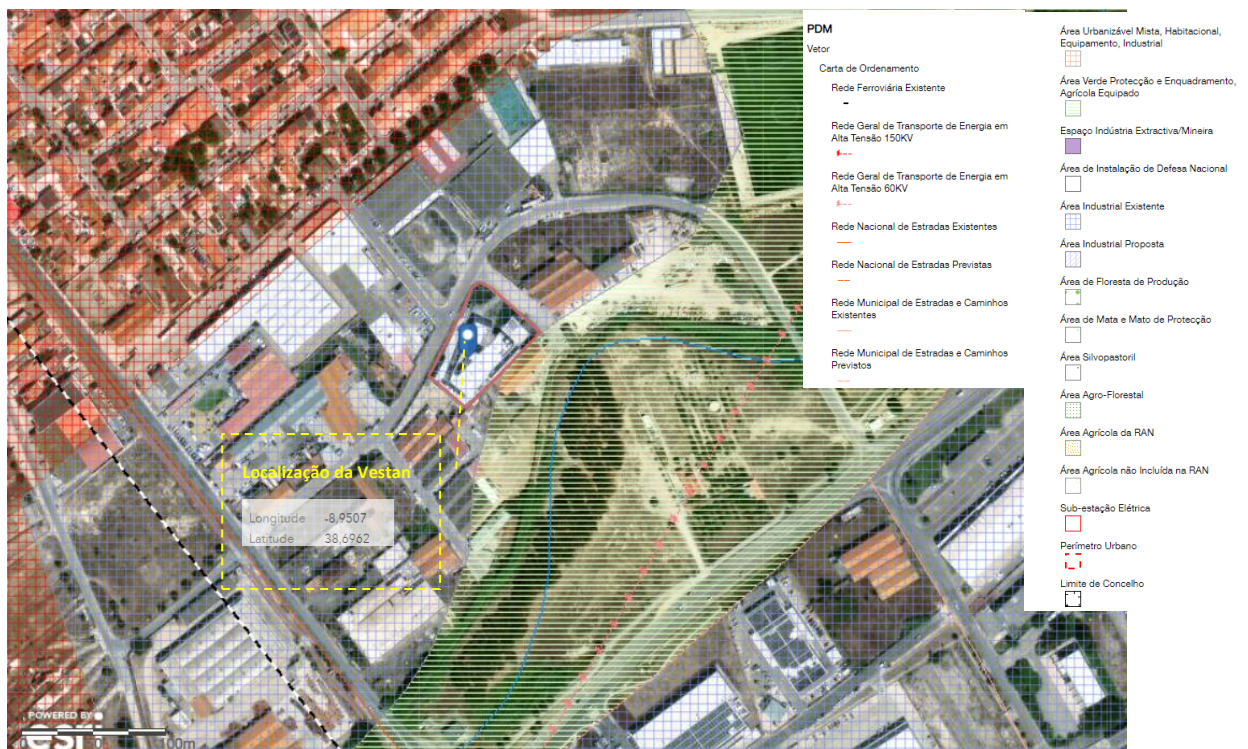 PDM
Vetor
Carta de Ordenamento
Rede Ferroviária Existente
Rede Geral de Transporte de Energia em
Alta Tensão 150KV
Rede Geral de Transporte de Energia em
Alta Tensão 60KV
Rede Nacional de Estradas Existentes
Rede Nacional de Estradas Previstas
Rede Municipal de Estradas e Caminhos
Existentes
Rede Municipal de Estradas e Caminhos
Previstos
Área Urbanizável Mista, Habitacional,
Equipamento, Industrial
Área Verde Protecção e Enquadramento,
Agrícola Equipado
Espaço Indústria Extractiva/Mineira
Área de Instalação de Defesa Nacional
Área Industrial Existente
Área Industrial Proposta
Área de Floresta de Produção
Área de Mata e Mato de Protecção
Área Silvopastoril
Área Agro-Florestal
Área Agrícola da RAN
Área Agrícola não Incluída na RAN
Sub-estação Elétrica
Perímetro Urbano
Limite de Concelho
Localização da Vestan
Longitude -8,9507
Latitude 38,6962
POWERED BY
esri
0 50 100m